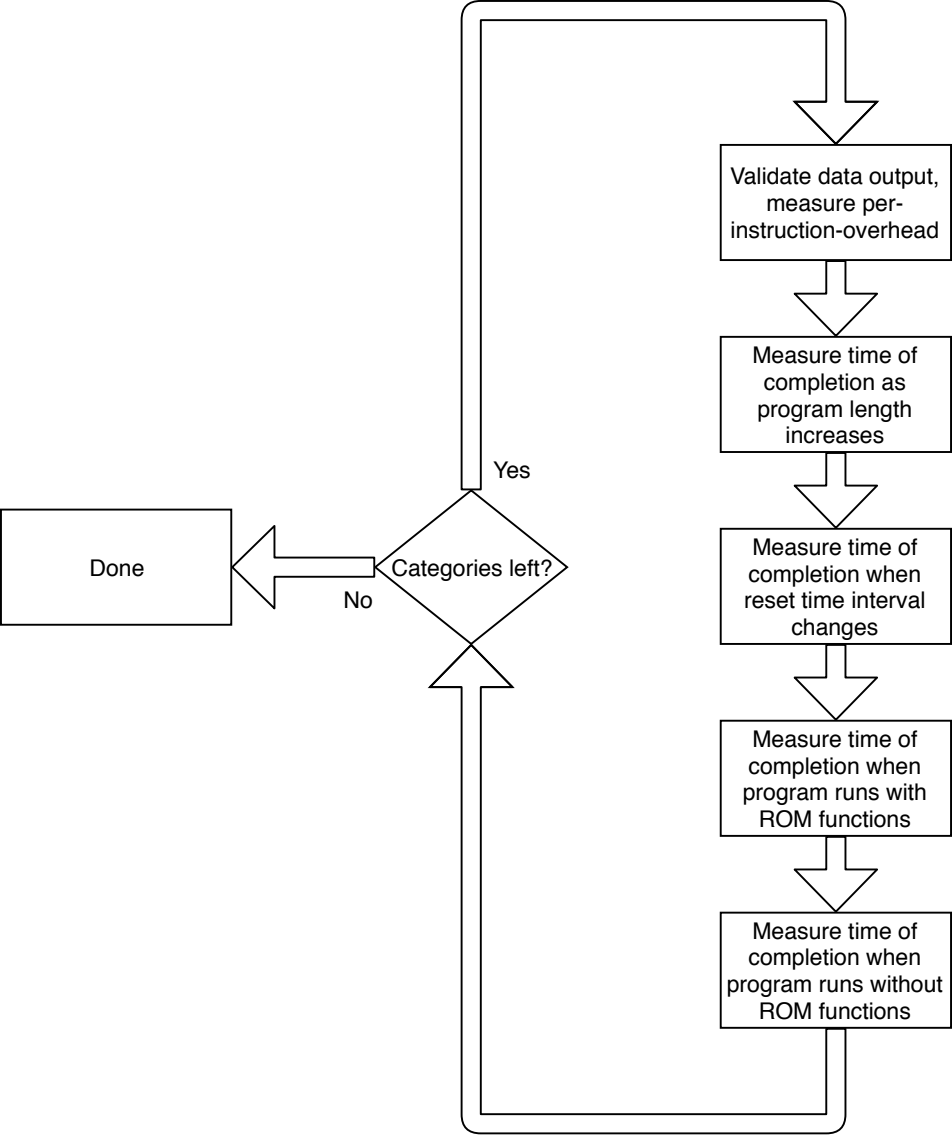 Validate data output,
measure per-
instruction-overhead
Measure time of
completion as
program length
increases
Yes
Done
Categories left?
No
Measure time of
completion when
reset time interval
changes
Measure time of
completion when
program runs with
ROM functions
Measure time of
completion when
program runs without
ROM functions